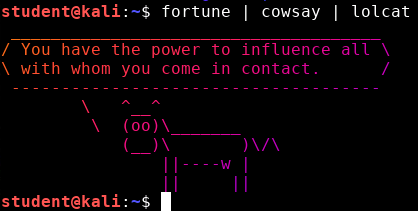 student@kali:~$ fortune | cowsay | lolcat
 _____________________________________
/ You have the power to influence all \
\ with whom you come in contact.      /
 -------------------------------------
        \   ^__^
         \  (oo)\_______
            (__)\       )\/\
                ||----w |
                ||     ||
student@kali:~$